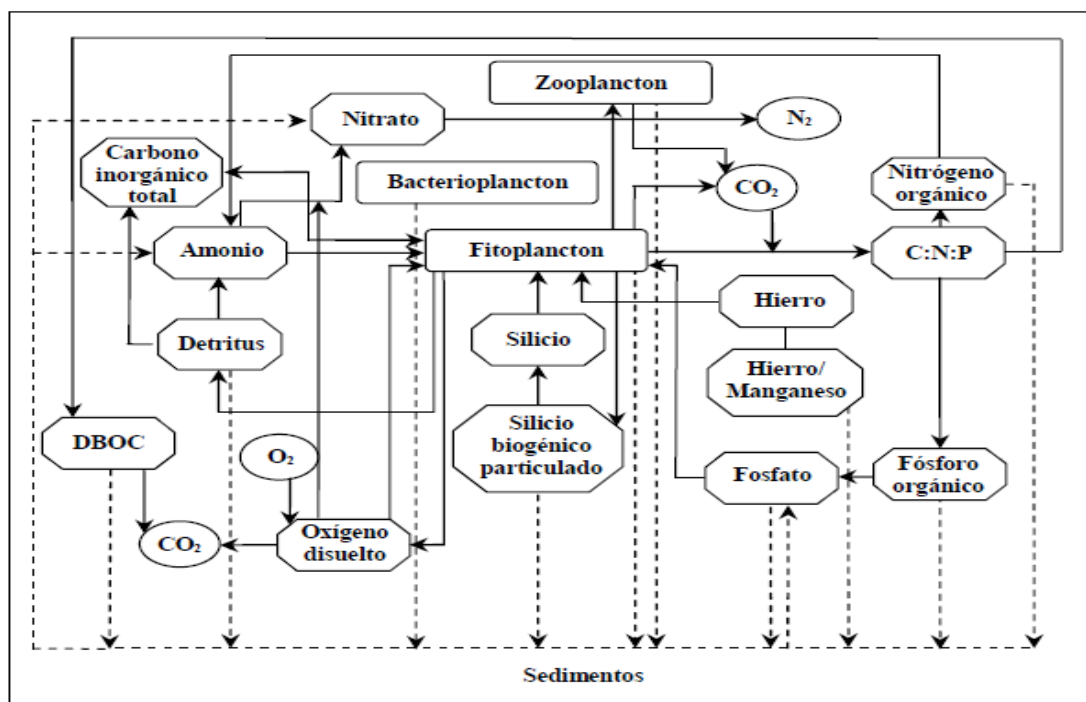 Zooplancton
Nitrato
N₂
Carbono
inorgánico
total
Bacterioplancton
CO₂
Nitrógeno
orgánico
Amonio
Fitoplancton
C:N:P
Hierro
Detritus
Silicio
Hierro/
Manganeso
DBOC
O₂
Silicio
biogénico
particulado
Fosfato
Fósforo
orgánico
CO₂
Oxígeno
disuelto
Sedimentos